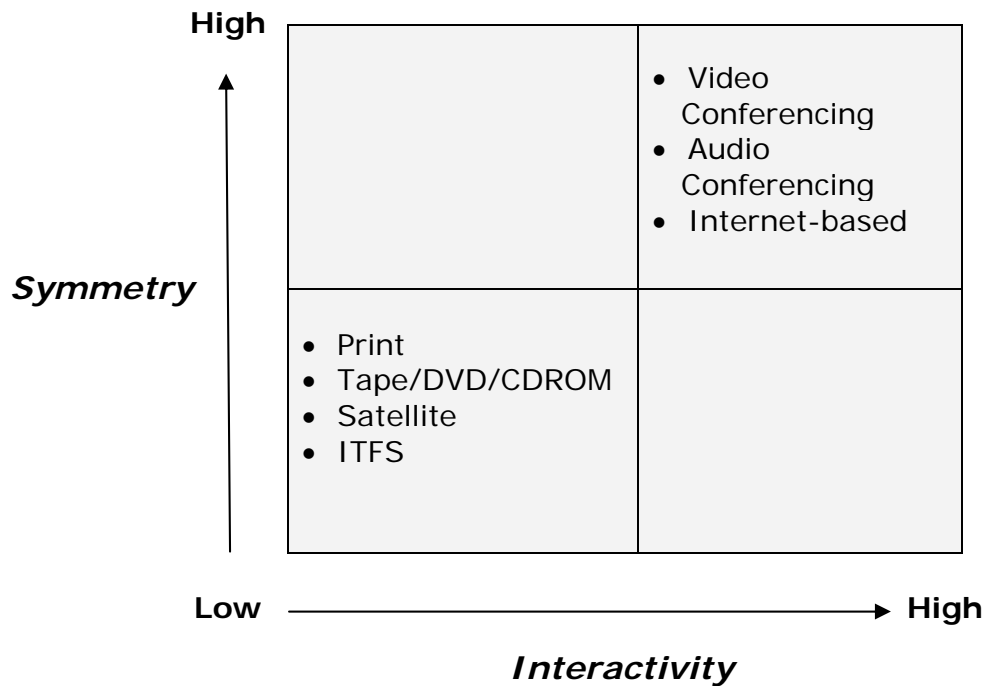 High
• Video
Conferencing
• Audio
Conferencing
• Internet-based
Symmetry
• Print
• Tape/DVD/CDROM
• Satellite
• ITFS
Low
High
Interactivity